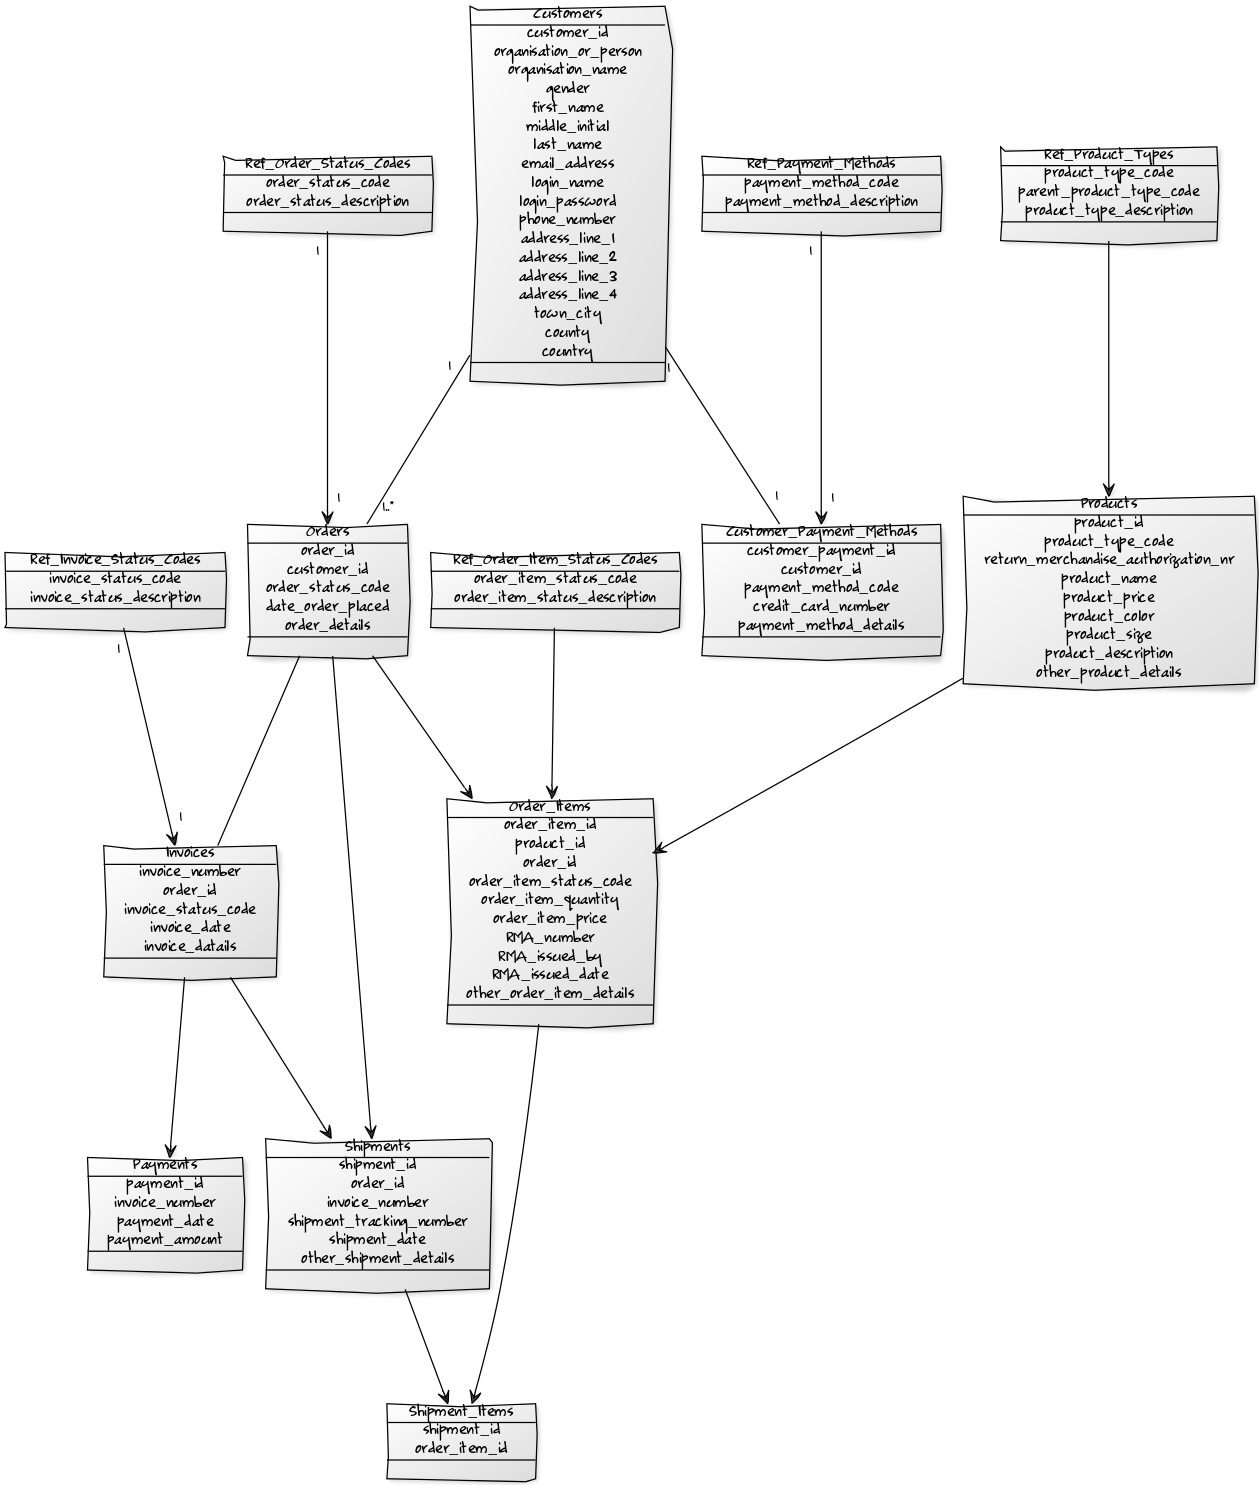 Customers
customer_id
organisation_or_person
organisation_name
gender
first_name
middle_initial
last_name
email_address
login_name
login_password
phone_number
address_line_1
address_line_2
address_line_3
address_line_4
town_city
county
country
Ref_Order_Status_Codes
order_status_code
order_status_description
Ref_Payment_Methods
payment_method_code
payment_method_description
Ref_Product_Types
product_type_code
parent_product_type_code
product_type_description
1
1
1
1
1
1..*
1
1
Orders
order_id
customer_id
order_status_code
date_order_placed
order_details
Customer_Payment_Methods
customer_payment_id
customer_id
payment_method_code
credit_card_number
payment_method_details
Products
product_id
product_type_code
return_merchandise_authorization_nr
product_name
product_price
product_color
product_size
product_description
other_product_details
Ref_Invoice_Status_Codes
invoice_status_code
invoice_status_description
Ref_Order_Item_Status_Codes
order_item_status_code
order_item_status_description
1
1
Order_Items
order_item_id
product_id
order_id
order_item_status_code
order_item_quantity
order_item_price
RMA_number
RMA_issued_by
RMA_issued_date
other_order_item_details
Invoices
invoice_number
order_id
invoice_status_code
invoice_date
invoice_datails
Payments
payment_id
invoice_number
payment_date
payment_amount
Shipments
shipment_id
order_id
invoice_number
shipment_tracking_number
shipment_date
other_shipment_details
Shipment_Items
shipment_id
order_item_id